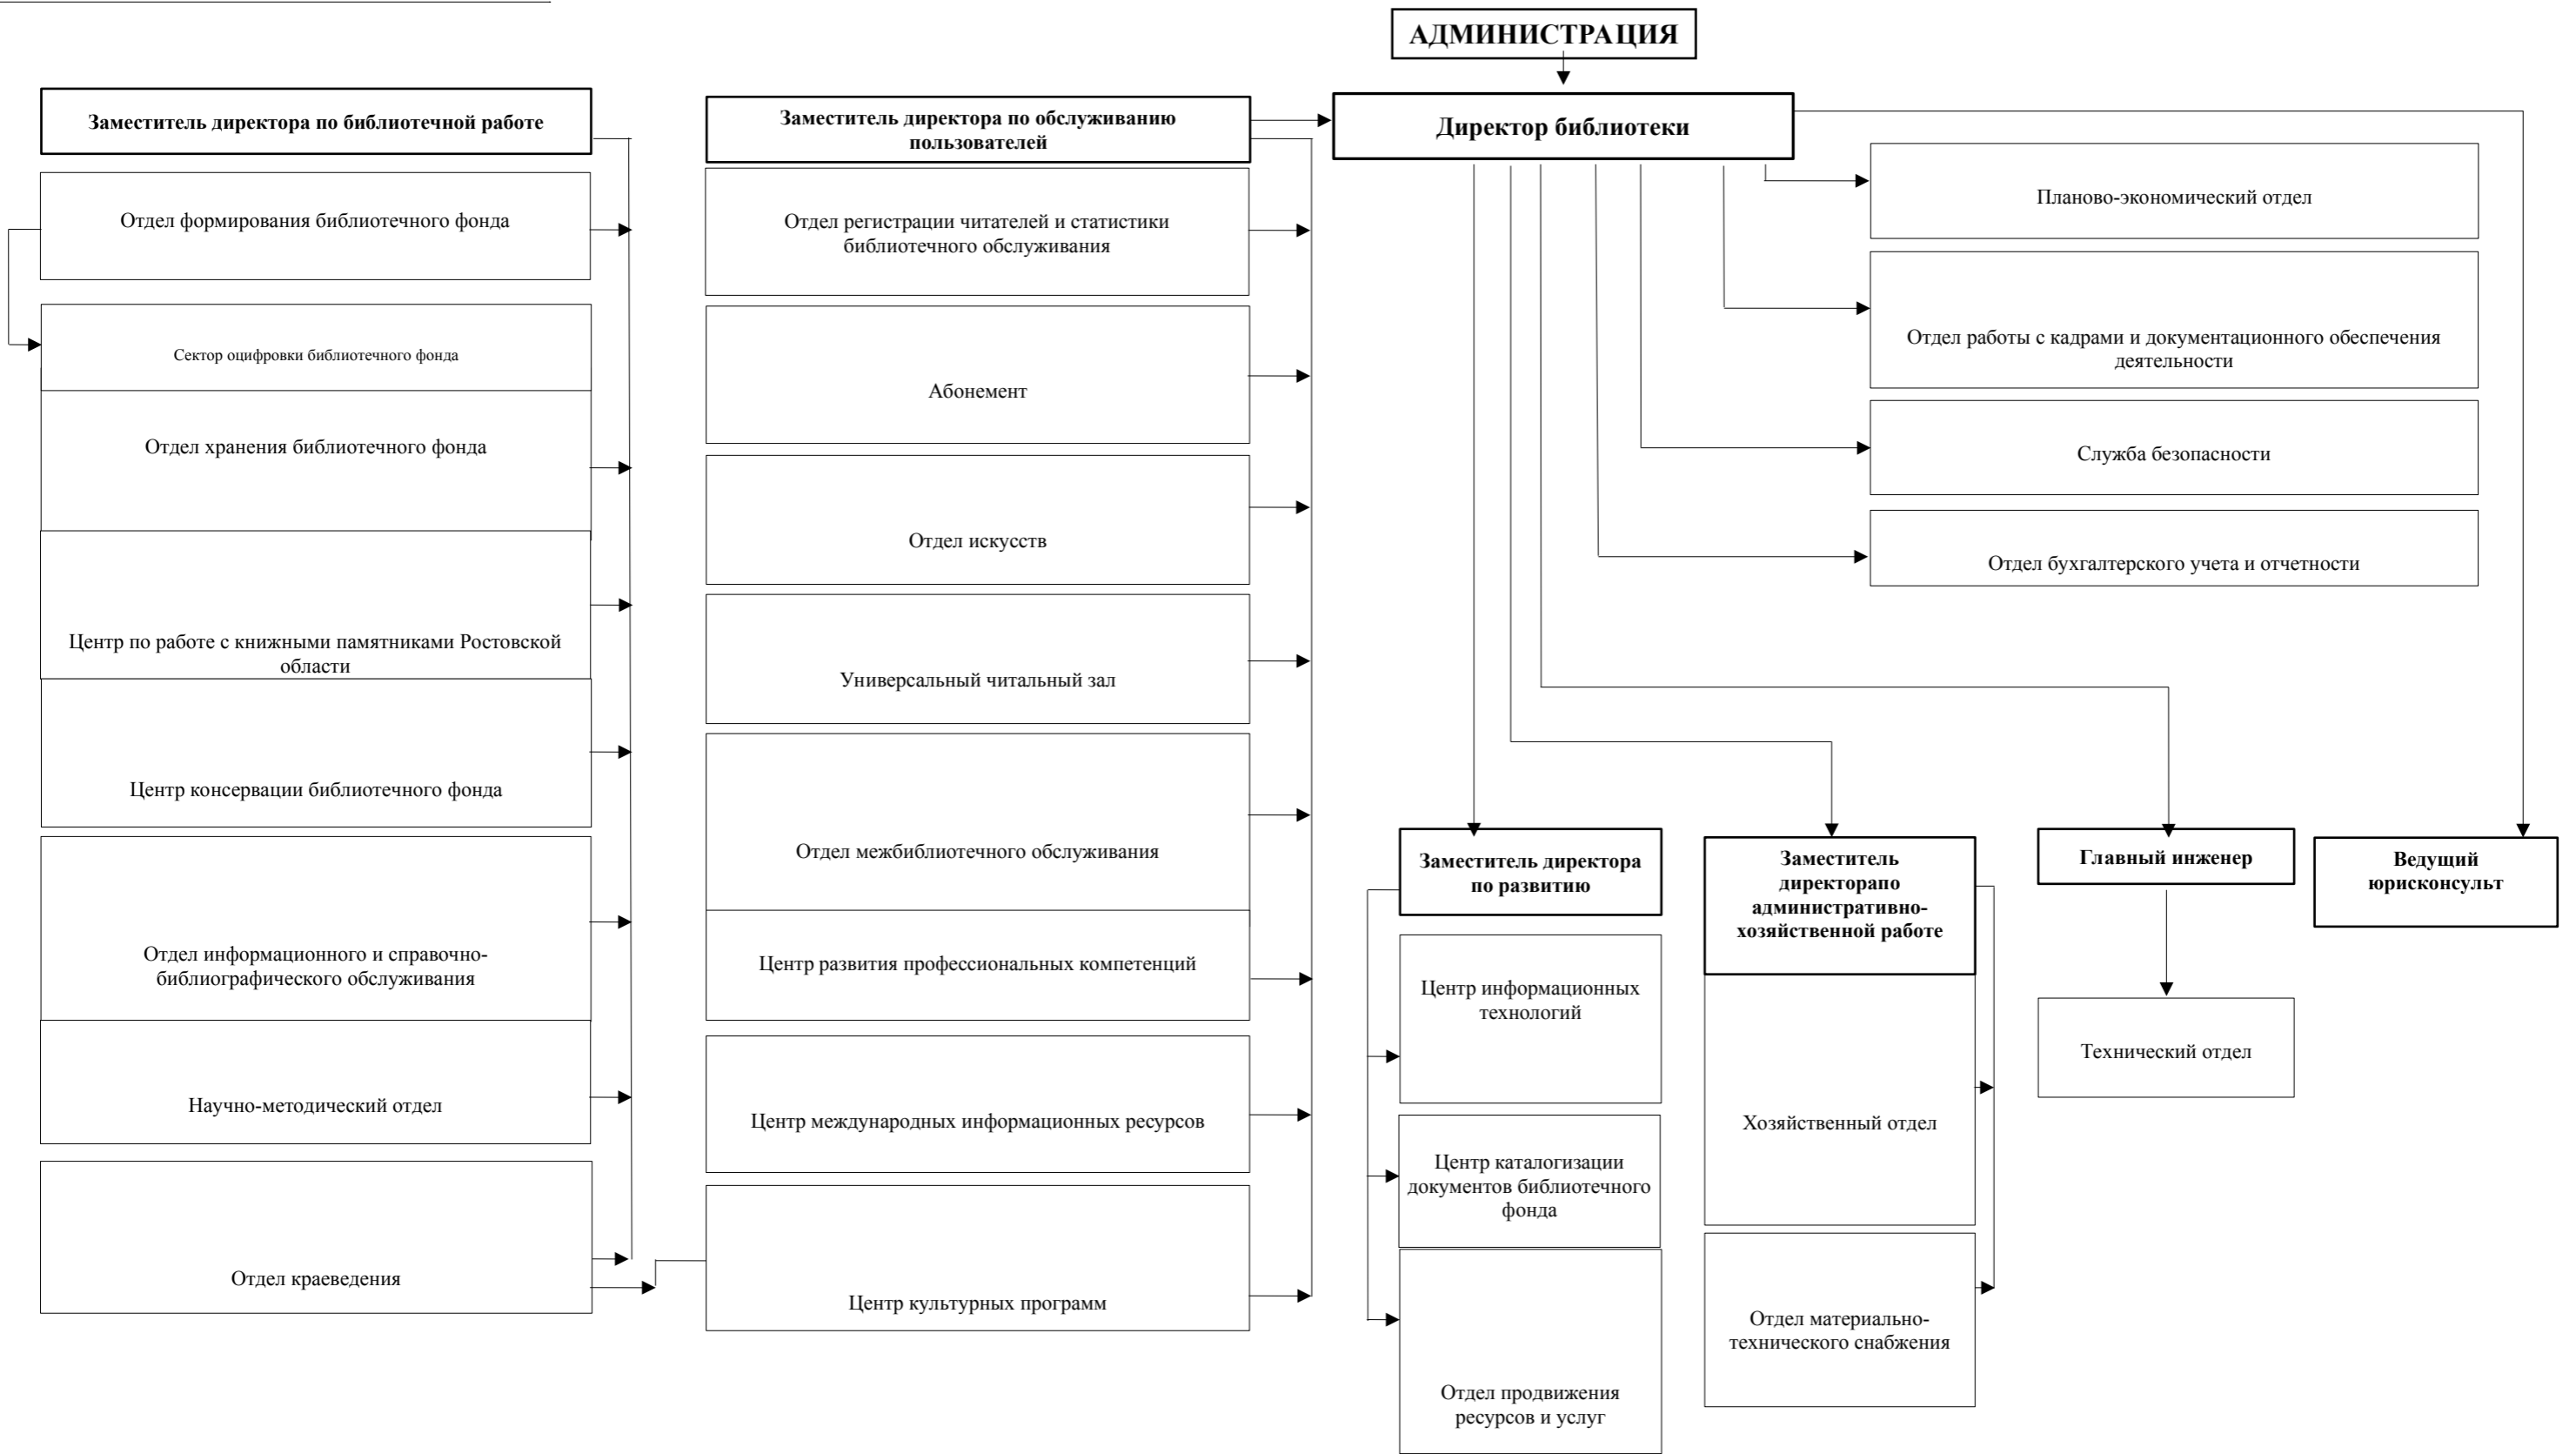 АДМИНИСТРАЦИЯ
Директор библиотеки
Заместитель директора по библиотечной работе
Отдел формирования библиотечного фонда
Сектор оцифровки библиотечного фонда
Отдел хранения библиотечного фонда
Центр по работе с книжными памятниками Ростовской
области
Центр консервации библиотечного фонда
Отдел информационного и справочно-
библиографического обслуживания
Научно-методический отдел
Отдел краеведения
Заместитель директора по обслуживанию
пользователей
Отдел регистрации читателей и статистики
библиотечного обслуживания
Абонемент
Отдел искусств
Универсальный читальный зал
Отдел межбиблиотечного обслуживания
Центр развития профессиональных компетенций
Центр международных информационных ресурсов
Центр культурных программ
Планово-экономический отдел
Отдел работы с кадрами и документационного обеспечения
деятельности
Служба безопасности
Отдел бухгалтерского учета и отчетности
Заместитель директора
по развитию
Центр информационных
технологий
Центр каталогизации
документов библиотечного
фонда
Отдел продвижения
ресурсов и услуг
Заместитель
директорапо
административно-
хозяйственной работе
Хозяйственный отдел
Отдел материально-
технического снабжения
Главный инженер
Технический отдел
Ведущий
юрисконсульт